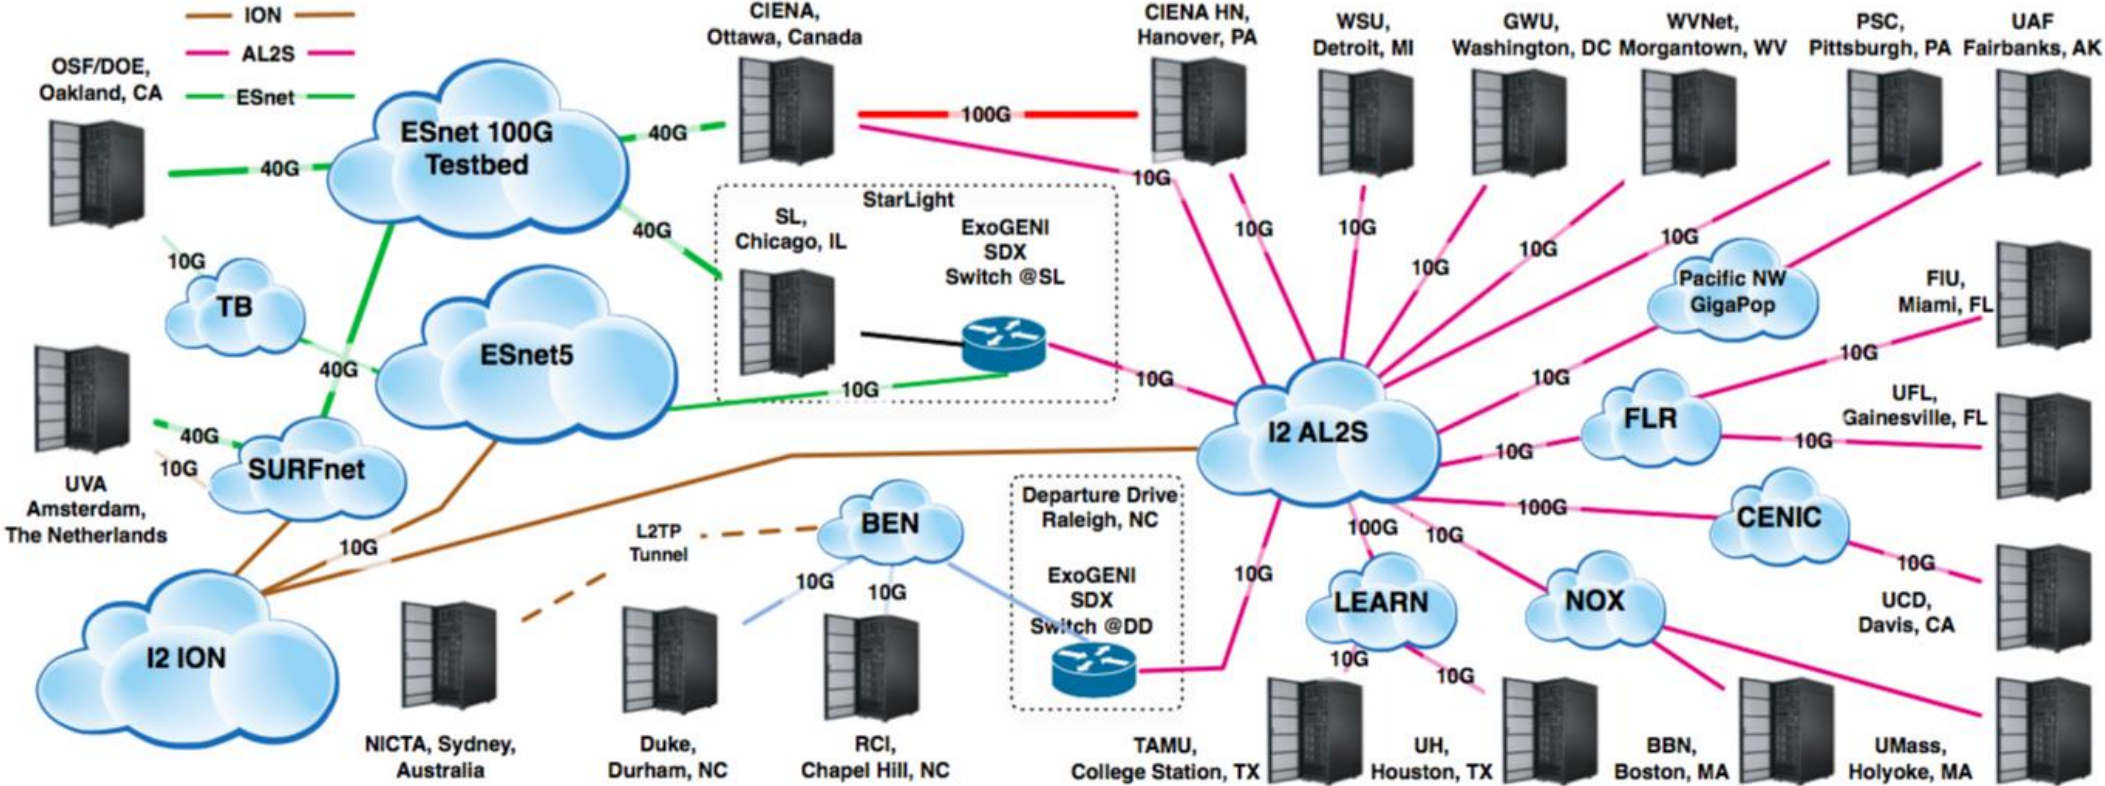 ION
AL2S
ESnet
OSF/DOE,
Oakland, CA
CIENA,
Ottawa, Canada
CIENA HN,
Hanover, PA
WSU,
Detroit, MI
GWU,
Washington, DC
WVNet,
Morgantown, WV
PSC,
Pittsburgh, PA
UAF
Fairbanks, AK
ESnet 100G
Testbed
40G
40G
100G
10G
40G
StarLight
SL,
Chicago, IL
ExoGENI
SDX
Switch @SL
10G
10G
10G
10G
10G
10G
TB
ESnet5
40G
10G
10G
Pacific NW
GigaPop
10G
FIU,
Miami, FL
10G
UFL,
Gainesville, FL
FLR
10G
10G
I2 AL2S
40G
10G
SURFnet
UVA
Amsterdam,
The Netherlands
10G
L2TP
Tunnel
BEN
10G
10G
Departure Drive
Raleigh, NC
ExoGENI
SDX
Switch @DD
10G
100G
100G
10G
CENIC
10G
UCD,
Davis, CA
LEARN
NOX
10G
10G
I2 ION
NICTA, Sydney,
Australia
Duke,
Durham, NC
RCI,
Chapel Hill, NC
TAMU,
College Station, TX
UH,
Houston, TX
BBN,
Boston, MA
UMass,
Holyoke, MA